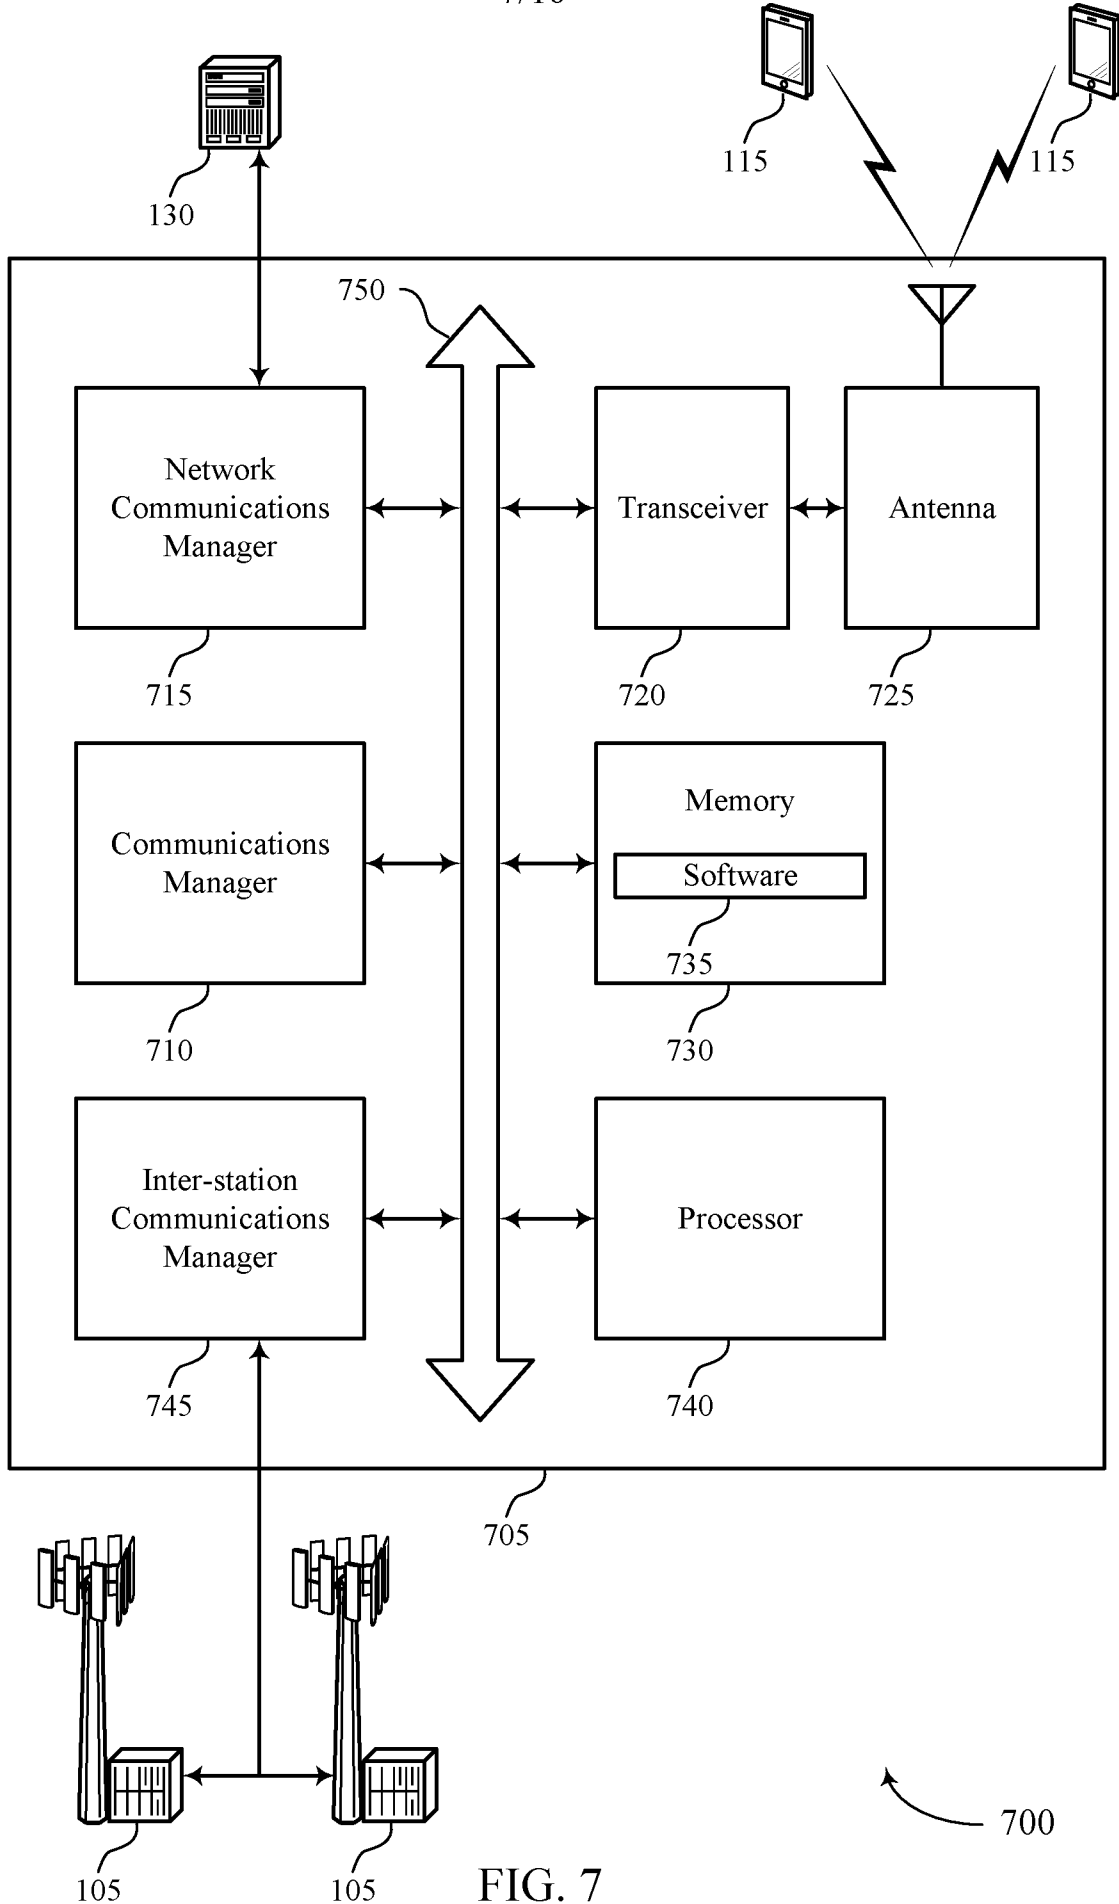 115
115
130
750
Network
Communications
Manager
Transceiver
Antenna
715
720
725
Communications
Manager
Memory
Software
735
710
730
Inter-station
Communications
Manager
Processor
745
740
705
700
105
105
FIG. 7